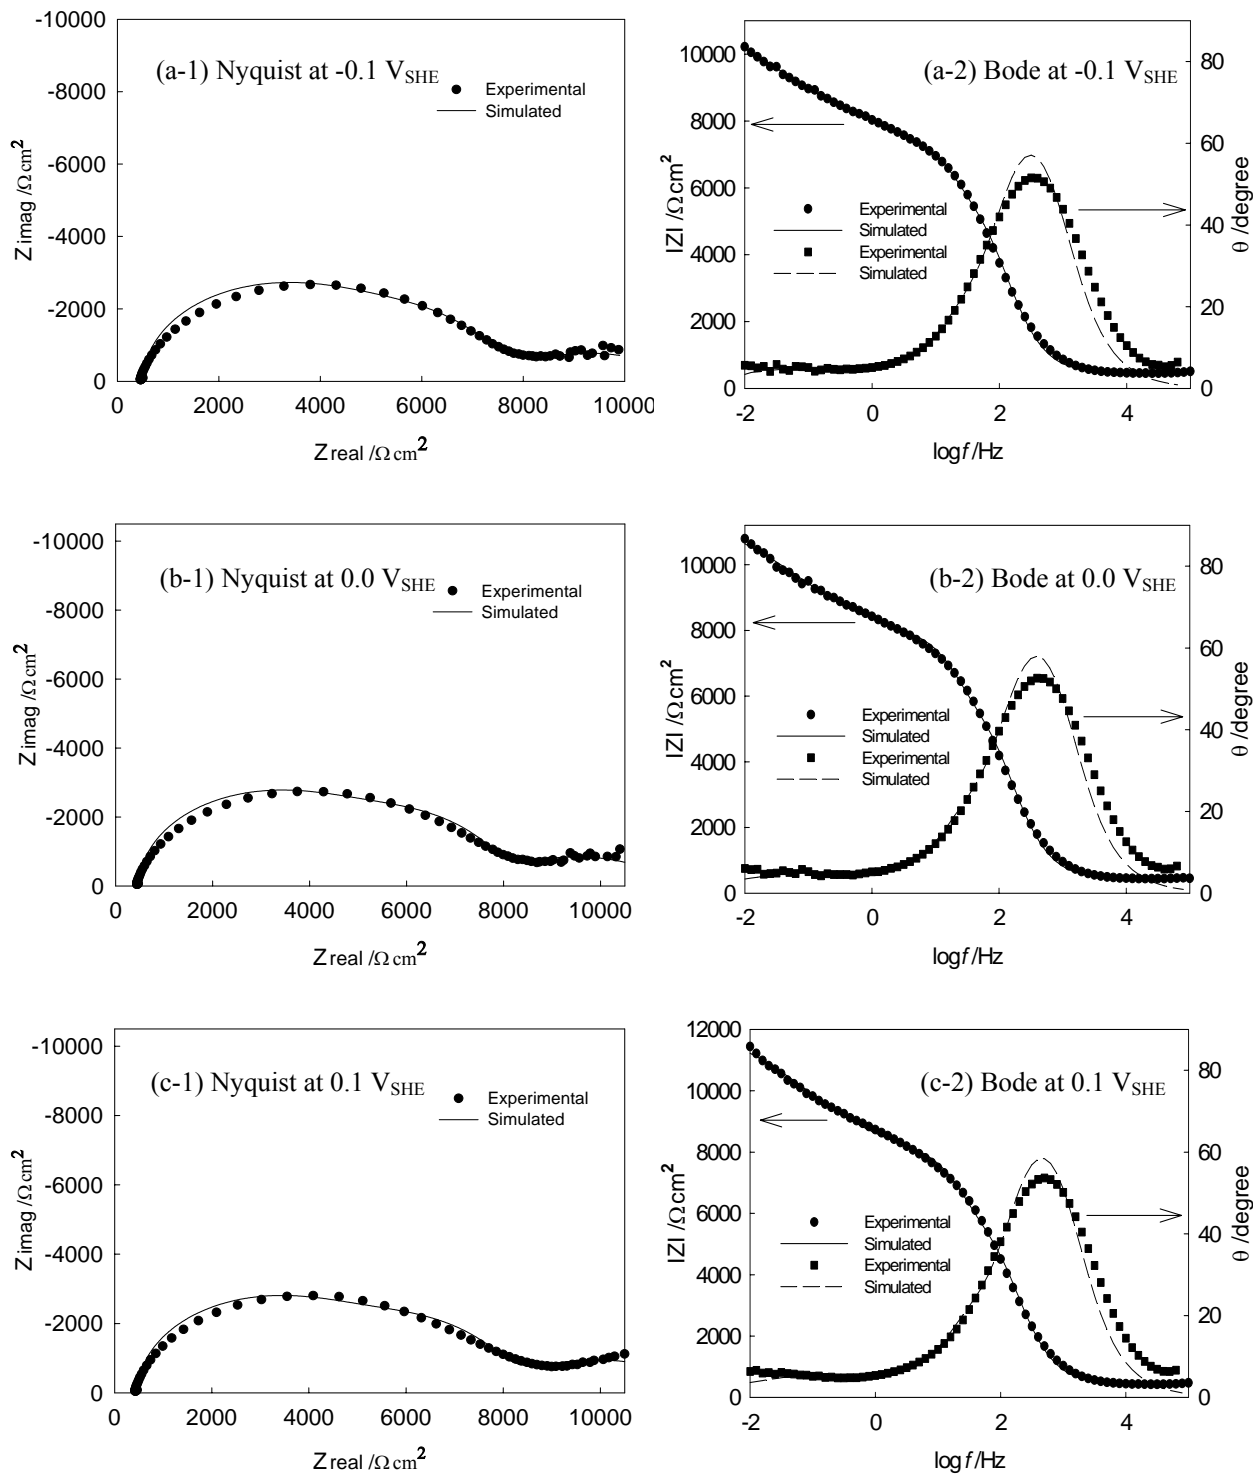 (a-1) Nyquist at -0.1 VSHE
Experimental
Simulated
-10000
-8000
-6000
-4000
-2000
0
Zimag /Ωcm2
0 2000 4000 6000 8000 10000
Zreal /Ωcm2
(a-2) Bode at -0.1 VSHE
Experimental
Simulated
Experimental
Simulated
10000
8000
6000
4000
2000
0
IZI /Ωcm2
80
60
40
20
0
θ /degree
-2 0 2 4
logf/Hz
(b-1) Nyquist at 0.0 VSHE
Experimental
Simulated
-10000
-8000
-6000
-4000
-2000
0
Zimag /Ωcm2
0 2000 4000 6000 8000 10000
Zreal /Ωcm2
(b-2) Bode at 0.0 VSHE
Experimental
Simulated
Experimental
Simulated
10000
8000
6000
4000
2000
0
IZI /Ωcm2
80
60
40
20
0
θ /degree
-2 0 2 4
logf/Hz
(c-1) Nyquist at 0.1 VSHE
Experimental
Simulated
-10000
-8000
-6000
-4000
-2000
0
Zimag /Ωcm2
0 2000 4000 6000 8000 10000
Zreal /Ωcm2
(c-2) Bode at 0.1 VSHE
Experimental
Simulated
Experimental
Simulated
12000
10000
8000
6000
4000
2000
0
IZI /Ωcm2
80
60
40
20
0
θ /degree
-2 0 2 4
logf/Hz